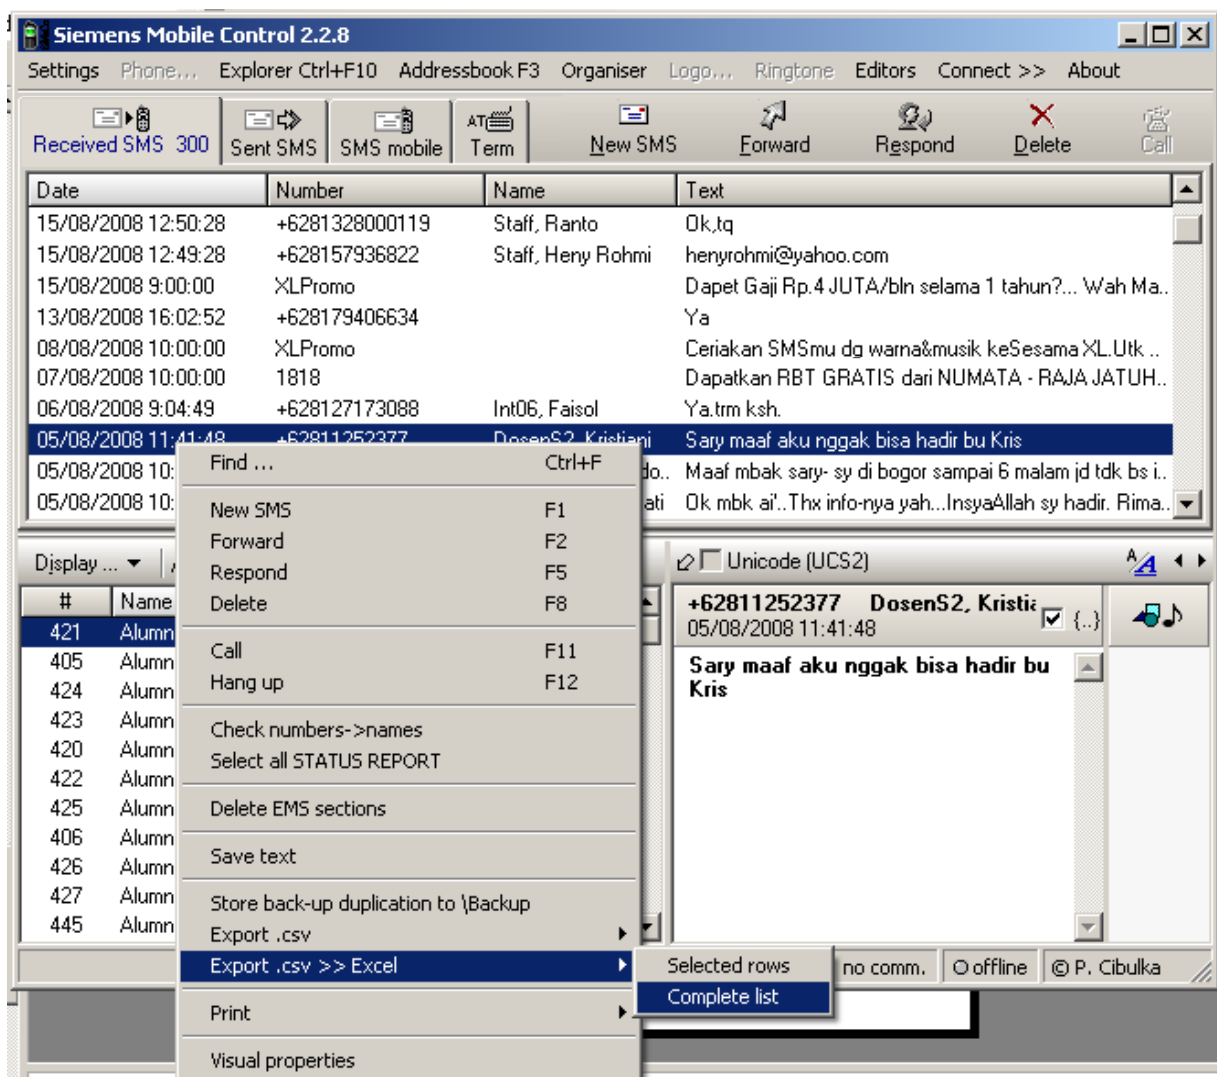 Siemens Mobile Control 2.2.8
Settings Phone... Explorer Ctrl+F10 Addressbook F3 Organiser Logo... Ringtone Editors Connect >> About
Received SMS 300 Sent SMS SMS mobile AT Term New SMS Forward Respond Delete Call
Date Number Name Text
15/08/2008 12:50:28 +6281328000119 Staff, Ranto Ok,tq
15/08/2008 12:49:28 +628157936822 Staff, Heny Rohmi henyrohmi@yahoo.com
15/08/2008 9:00:00 XLPromo Dapet Gaji Rp.4 JUTA/bln selama 1 tahun?... Wah Ma..
13/08/2008 16:02:52 +628179406634 Ya
08/08/2008 10:00:00 XLPromo Ceriakan SMSmu dg warna&musik keSesama XL.Utk ..
07/08/2008 10:00:00 1818 Dapatkan RBT GRATIS dari NUMATA - RAJA JATUH..
06/08/2008 9:04:49 +628127173088 Int06, Faisol Ya.trm ksh.
05/08/2008 11:41:48 +62811252377 DosenS2, Kristiani Sary maaf aku nggak bisa hadir bu Kris
05/08/2008 10: do.. Maaf mbak sary- sy di bogor sampai 6 malam jd tdk bs i..
05/08/2008 10: ati Ok mbk ai'..Thx info-nya yah...InsyaAllah sy hadir. Rima..
Find ... Ctrl+F
New SMS F1
Forward F2
Respond F5
Delete F8
Call F11
Hang up F12
Check numbers->names
Select all STATUS REPORT
Delete EMS sections
Save text
Store back-up duplication to \Backup
Export .csv
Export .csv >> Excel
Print
Visual properties
Selected rows
Complete list
Display ...
# Name
421 Alumn
405 Alumn
424 Alumn
423 Alumn
420 Alumn
422 Alumn
425 Alumn
406 Alumn
426 Alumn
427 Alumn
445 Alumn
Unicode (UCS2) A/A
+62811252377 DosenS2, Kristia
05/08/2008 11:41:48 {..}
Sary maaf aku nggak bisa hadir bu
Kris
no comm. offline © P. Cibulka